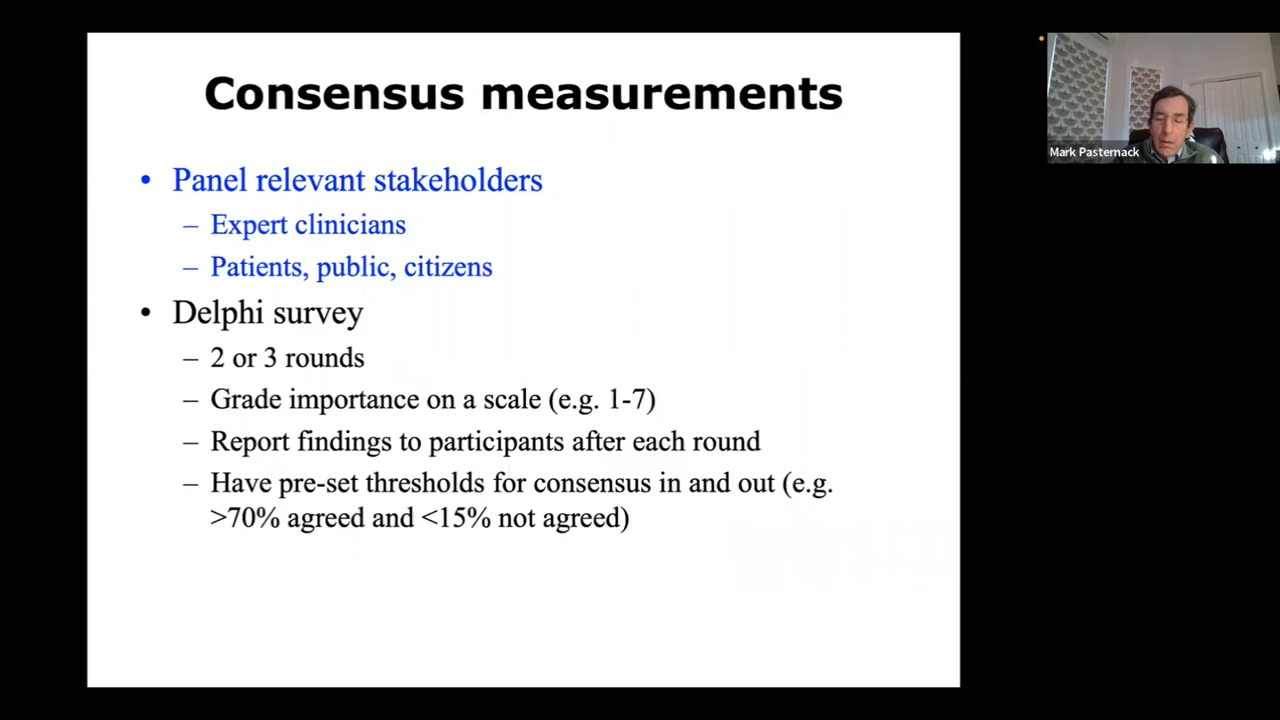 Consensus measurements
• Panel relevant stakeholders
– Expert clinicians
– Patients, public, citizens
• Delphi survey
– 2 or 3 rounds
– Grade importance on a scale (e.g. 1-7)
– Report findings to participants after each round
– Have pre-set thresholds for consensus in and out (e.g.
>70% agreed and <15% not agreed)
Mark Pasternack